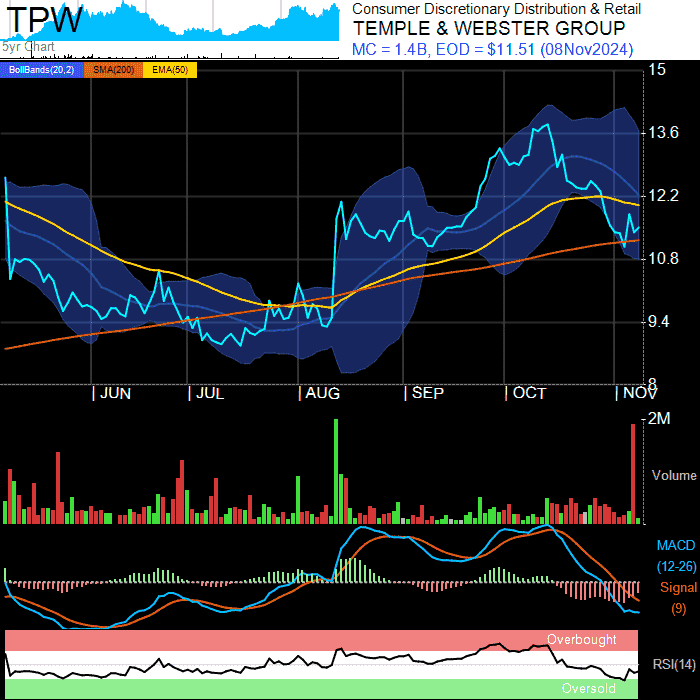 TPW
Consumer Discretionary Distribution & Retail
TEMPLE & WEBSTER GROUP
MC = 1.4B, EOD = $11.51 (08Nov2024)
5yr Chart
BollBands(20,2) SMA(200) EMA(50)
15
13.6
12.2
10.8
9.4
8
| JUN | JUL | AUG | SEP | OCT | NOV
2M
Volume
MACD
(12-26)
Signal
(9)
Overbought
RSI(14)
Oversold